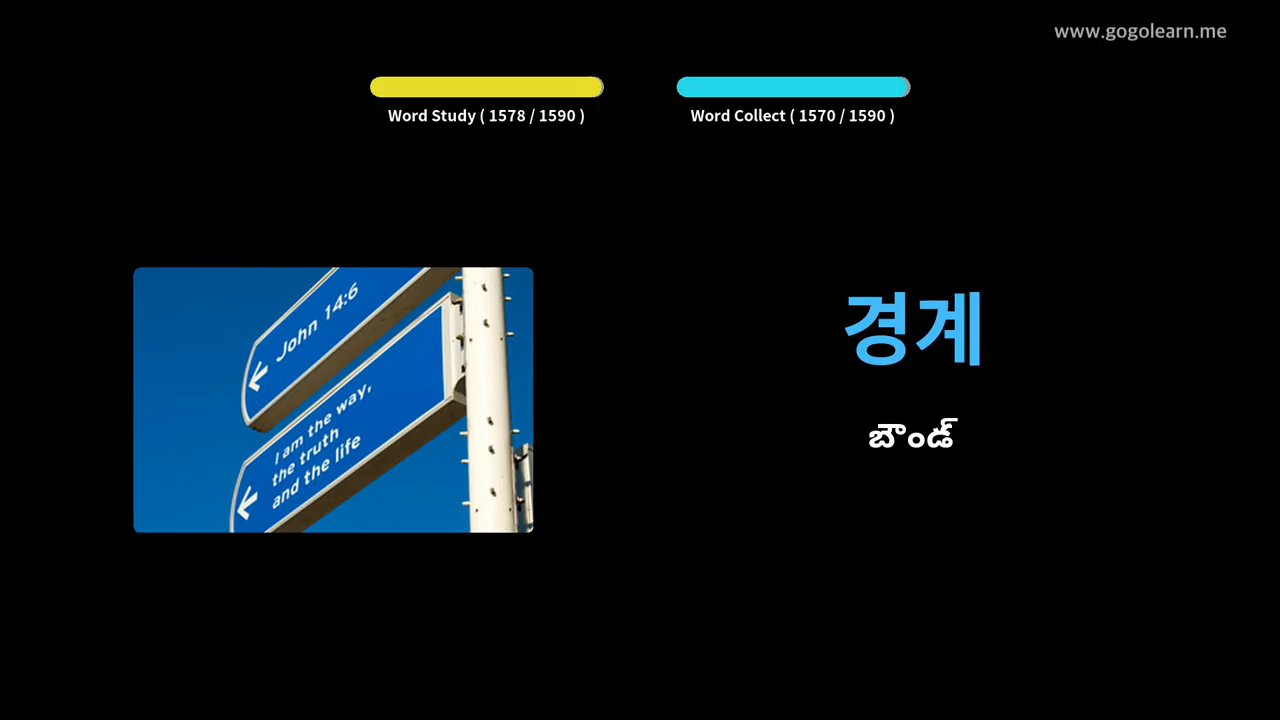 www.gogolearn.me
Word Study ( 1578 / 1590 )
Word Collect ( 1570 / 1590 )
John 14:6
I am the way,
the truth
and the life
경계
బౌండ్